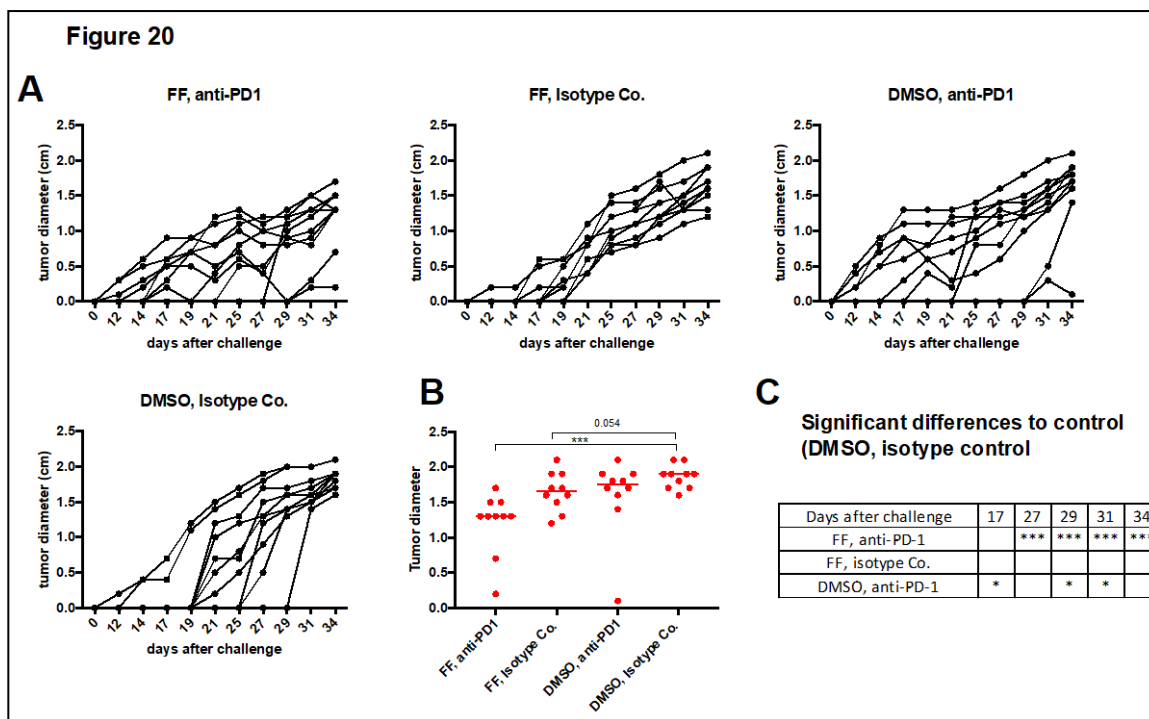 Figure 20
A
FF, anti-PD1
tumor diameter (cm)
2.5
2.0
1.5
1.0
0.5
0.0
0 12 14 17 19 21 25 27 29 31 34
days after challenge
FF, Isotype Co.
tumor diameter (cm)
2.5
2.0
1.5
1.0
0.5
0.0
0 12 14 17 19 21 25 27 29 31 34
days after challenge
DMSO, anti-PD1
tumor diameter (cm)
2.5
2.0
1.5
1.0
0.5
0.0
0 12 14 17 19 21 25 27 29 31 34
days after challenge
DMSO, Isotype Co.
tumor diameter (cm)
2.5
2.0
1.5
1.0
0.5
0.0
0 12 14 17 19 21 25 27 29 31 34
days after challenge
B
0.054
***
Tumor diameter
2.5
2.0
1.5
1.0
0.5
0.0
FF, anti-PD1
FF, Isotype Co.
DMSO, anti-PD1
DMSO, Isotype Co.
C
Significant differences to control
(DMSO, isotype control
Days after challenge 17 27 29 31 34
FF, anti-PD-1 *** *** *** ***
FF, isotype Co.
DMSO, anti-PD-1 * * *